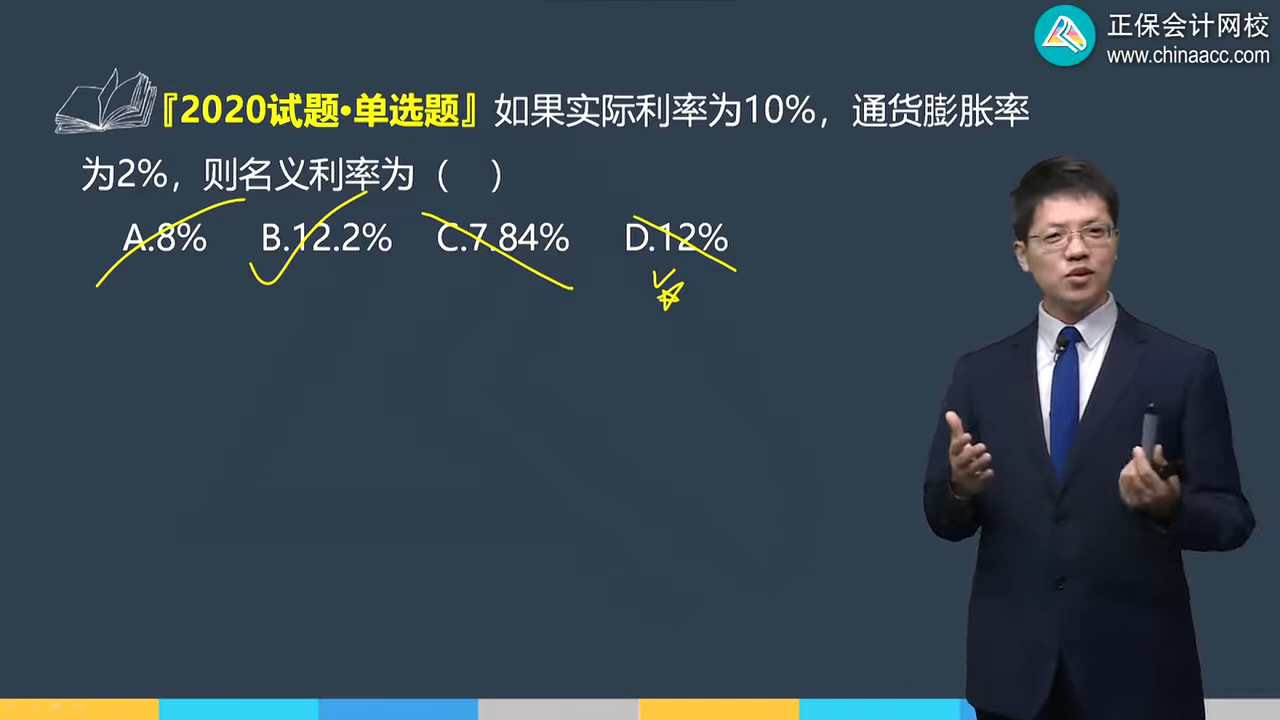 正保会计网校
www.chinaacc.com
『2020试题·单选题』如果实际利率为10%，通货膨胀率
为2%，则名义利率为（ ）
A.8% B.12.2% C.7.84% D.12%